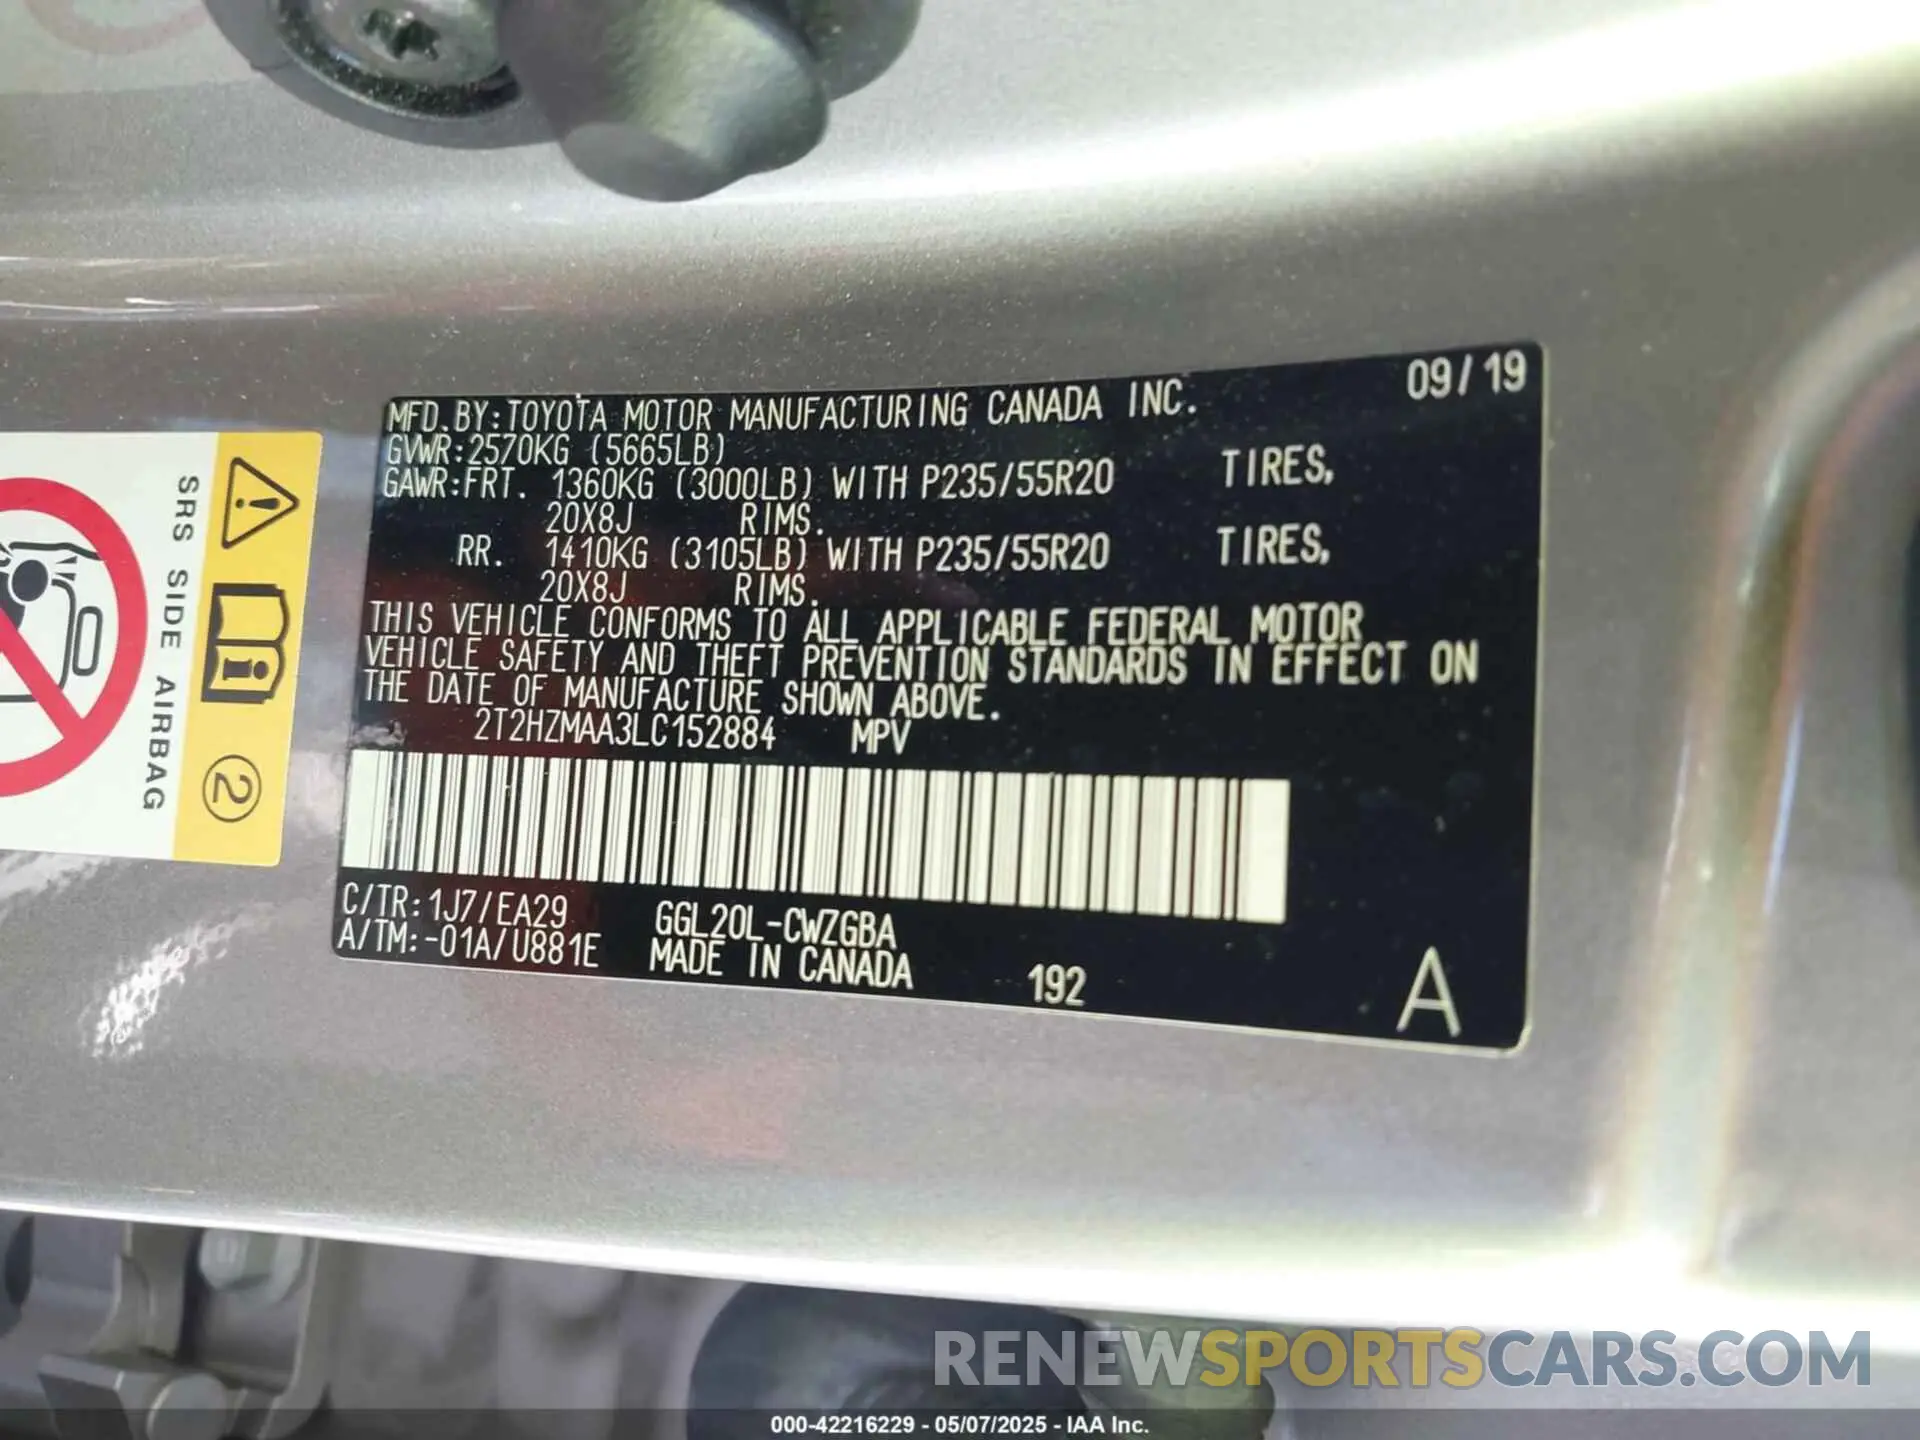 MFD.BY:TOYOTA MOTOR MANUFACTURING CANADA INC. 09/19
GVWR:2570KG (5665LB)
GAWR:FRT. 1360KG (3000LB) WITH P235/55R20 TIRES,
20X8J RIMS.
RR. 1410KG (3105LB) WITH P235/55R20 TIRES,
20X8J RIMS.
THIS VEHICLE CONFORMS TO ALL APPLICABLE FEDERAL MOTOR
VEHICLE SAFETY AND THEFT PREVENTION STANDARDS IN EFFECT ON
THE DATE OF MANUFACTURE SHOWN ABOVE.
2T2HZMAA3LC152884 MPV
C/TR:1J7/EA29 GGL20L-CWZGBA
A/TM:-01A/U881E MADE IN CANADA 192 A
SRS SIDE AIRBAG
2
RENEWSPORTSCARS.COM
000-42216229 - 05/07/2025 - IAA Inc.